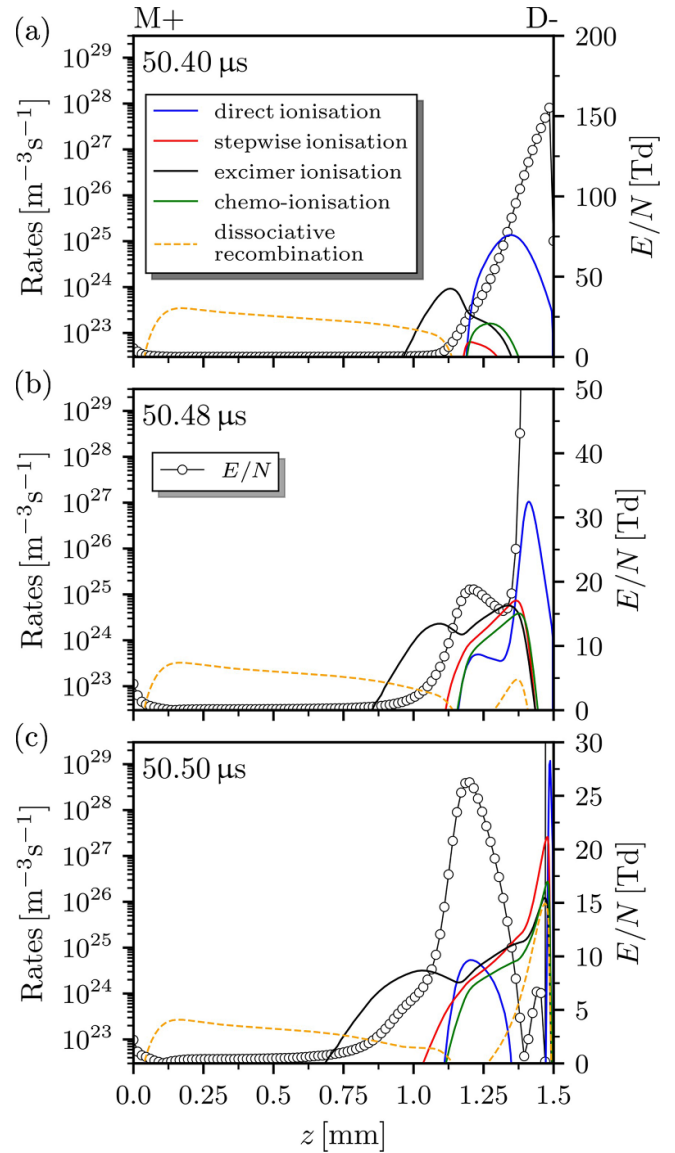 (a) M+ D-
50.40 μs
10²⁹
10²⁸
10²⁷
10²⁶
10²⁵
10²⁴
10²³
Rates [m⁻³s⁻¹]
direct ionisation
stepwise ionisation
excimer ionisation
chemo-ionisation
dissociative
recombination
200
150
100
50
0
E/N [Td]
(b)
50.48 μs
10²⁹
10²⁸
10²⁷
10²⁶
10²⁵
10²⁴
10²³
Rates [m⁻³s⁻¹]
E/N
50
40
30
20
10
0
E/N [Td]
(c)
50.50 μs
10²⁹
10²⁸
10²⁷
10²⁶
10²⁵
10²⁴
10²³
Rates [m⁻³s⁻¹]
30
25
20
15
10
5
0
E/N [Td]
0.0 0.25 0.5 0.75 1.0 1.25 1.5
z [mm]